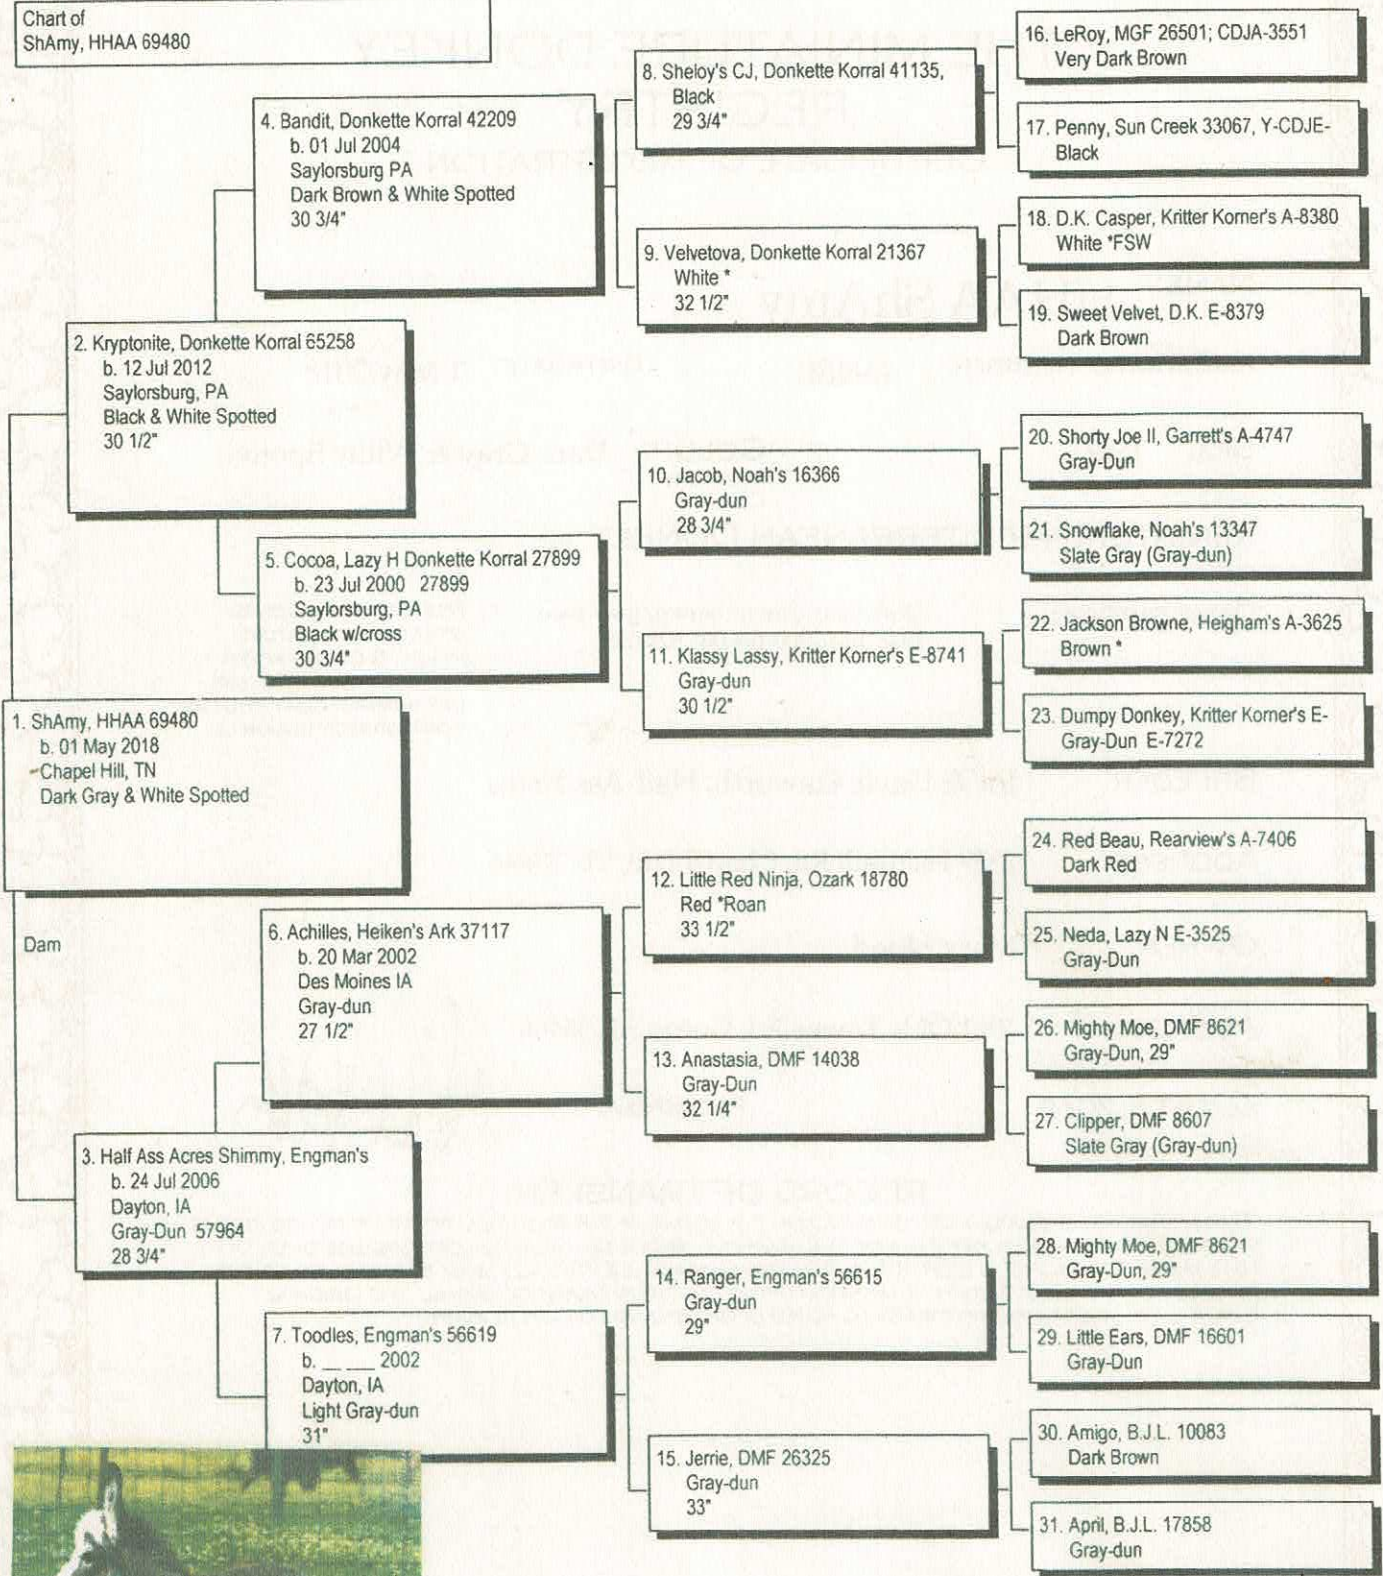 Chart of
ShAmy, HHAA 69480
1. ShAmy, HHAA 69480
b. 01 May 2018
Chapel Hill, TN
Dark Gray & White Spotted
Dam
2. Kryptonite, Donkette Korral 65258
b. 12 Jul 2012
Saylorsburg, PA
Black & White Spotted
30 1/2"
3. Half Ass Acres Shimmy, Engman's
b. 24 Jul 2006
Dayton, IA
Gray-Dun 57964
28 3/4"
4. Bandit, Donkette Korral 42209
b. 01 Jul 2004
Saylorsburg PA
Dark Brown & White Spotted
30 3/4"
5. Cocoa, Lazy H Donkette Korral 27899
b. 23 Jul 2000 27899
Saylorsburg, PA
Black w/cross
30 3/4"
6. Achilles, Heiken's Ark 37117
b. 20 Mar 2002
Des Moines IA
Gray-dun
27 1/2"
7. Toodles, Engman's 56619
b. __ ___ 2002
Dayton, IA
Light Gray-dun
31"
8. Sheloy's CJ, Donkette Korral 41135,
Black
29 3/4"
9. Velvetova, Donkette Korral 21367
White *
32 1/2"
10. Jacob, Noah's 16366
Gray-dun
28 3/4"
11. Klassy Lassy, Kritter Korner's E-8741
Gray-dun
30 1/2"
12. Little Red Ninja, Ozark 18780
Red *Roan
33 1/2"
13. Anastasia, DMF 14038
Gray-Dun
32 1/4"
14. Ranger, Engman's 56615
Gray-dun
29"
15. Jerrie, DMF 26325
Gray-dun
33"
16. LeRoy, MGF 26501; CDJA-3551
Very Dark Brown
17. Penny, Sun Creek 33067, Y-CDJE-
Black
18. D.K. Casper, Kritter Korner's A-8380
White *FSW
19. Sweet Velvet, D.K. E-8379
Dark Brown
20. Shorty Joe II, Garrett's A-4747
Gray-Dun
21. Snowflake, Noah's 13347
Slate Gray (Gray-dun)
22. Jackson Browne, Heigham's A-3625
Brown *
23. Dumpy Donkey, Kritter Korner's E-
Gray-Dun E-7272
24. Red Beau, Rearview's A-7406
Dark Red
25. Neda, Lazy N E-3525
Gray-Dun
26. Mighty Moe, DMF 8621
Gray-Dun, 29"
27. Clipper, DMF 8607
Slate Gray (Gray-dun)
28. Mighty Moe, DMF 8621
Gray-Dun, 29"
29. Little Ears, DMF 16601
Gray-Dun
30. Amigo, B.J.L. 10083
Dark Brown
31. April, B.J.L. 17858
Gray-dun